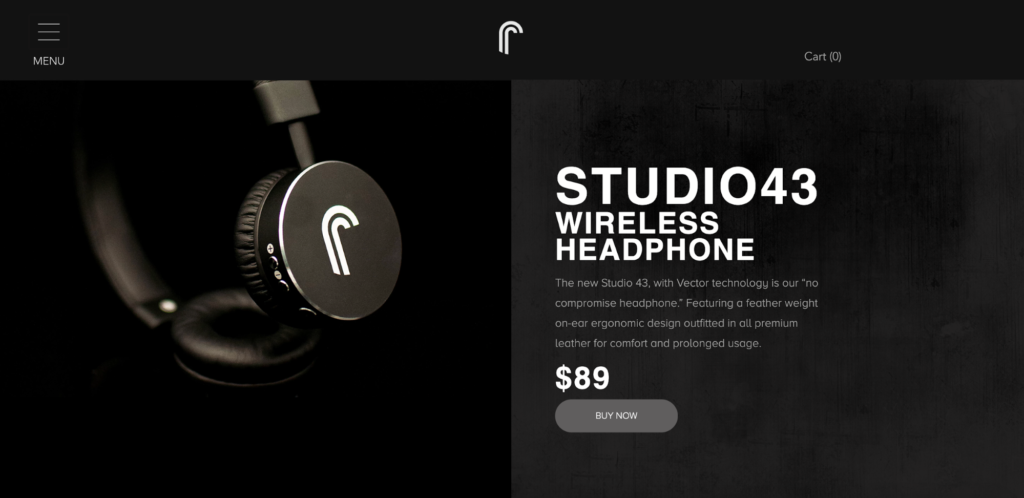 MENU
Cart (0)
STUDIO43
WIRELESS
HEADPHONE
The new Studio 43, with Vector technology is our “no
compromise headphone.” Featuring a feather weight
on-ear ergonomic design outfitted in all premium
leather for comfort and prolonged usage.
$89
BUY NOW